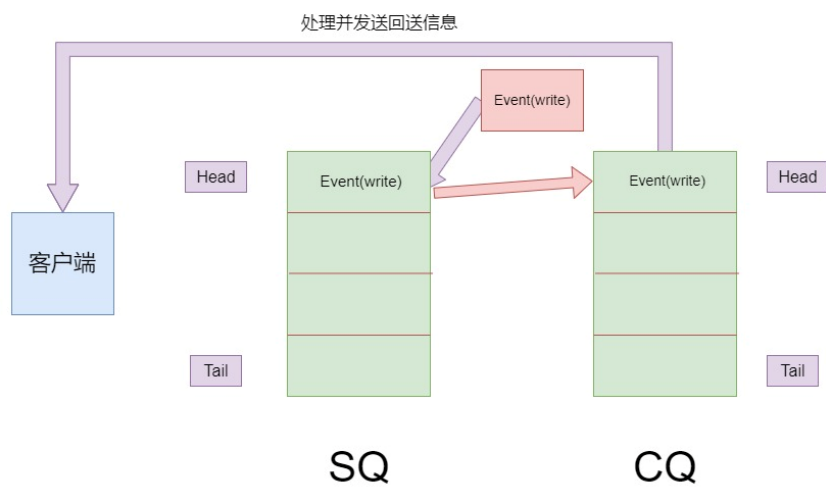 处理并发送回送信息
Event(write)
Head
Event(write)
Event(write)
Head
客户端
Tail
Tail
SQ
CQ